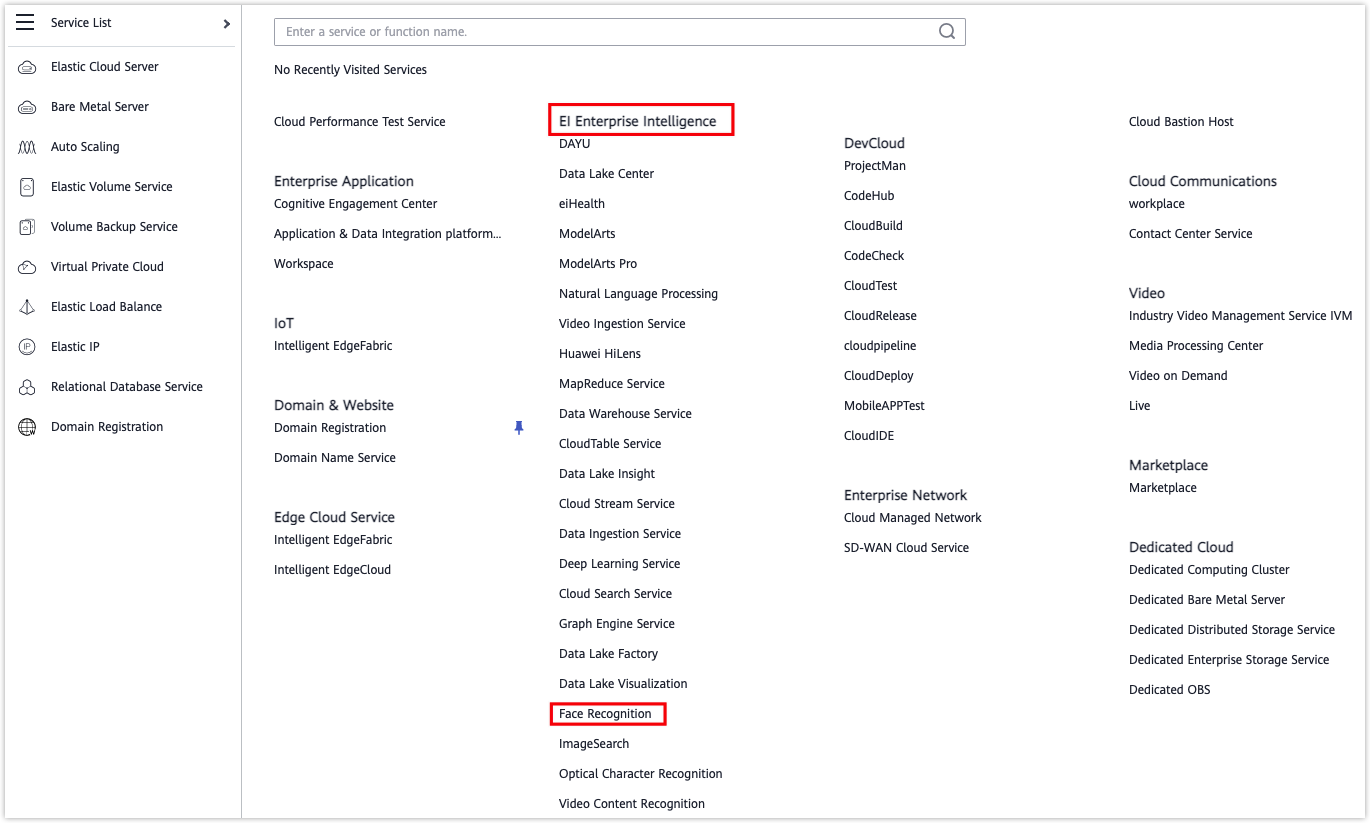 Service List
Elastic Cloud Server
Bare Metal Server
Auto Scaling
Elastic Volume Service
Volume Backup Service
Virtual Private Cloud
Elastic Load Balance
Elastic IP
Relational Database Service
Domain Registration
Enter a service or function name.
No Recently Visited Services
Cloud Performance Test Service
Enterprise Application
Cognitive Engagement Center
Application & Data Integration platform...
Workspace
IoT
Intelligent EdgeFabric
Domain & Website
Domain Registration
Domain Name Service
Edge Cloud Service
Intelligent EdgeFabric
Intelligent EdgeCloud
EI Enterprise Intelligence
DAYU
Data Lake Center
eiHealth
ModelArts
ModelArts Pro
Natural Language Processing
Video Ingestion Service
Huawei HiLens
MapReduce Service
Data Warehouse Service
CloudTable Service
Data Lake Insight
Cloud Stream Service
Data Ingestion Service
Deep Learning Service
Cloud Search Service
Graph Engine Service
Data Lake Factory
Data Lake Visualization
Face Recognition
ImageSearch
Optical Character Recognition
Video Content Recognition
DevCloud
ProjectMan
CodeHub
CloudBuild
CodeCheck
CloudTest
CloudRelease
cloudpipeline
CloudDeploy
MobileAPPTest
CloudIDE
Enterprise Network
Cloud Managed Network
SD-WAN Cloud Service
Cloud Bastion Host
Cloud Communications
workplace
Contact Center Service
Video
Industry Video Management Service IVM
Media Processing Center
Video on Demand
Live
Marketplace
Marketplace
Dedicated Cloud
Dedicated Computing Cluster
Dedicated Bare Metal Server
Dedicated Distributed Storage Service
Dedicated Enterprise Storage Service
Dedicated OBS